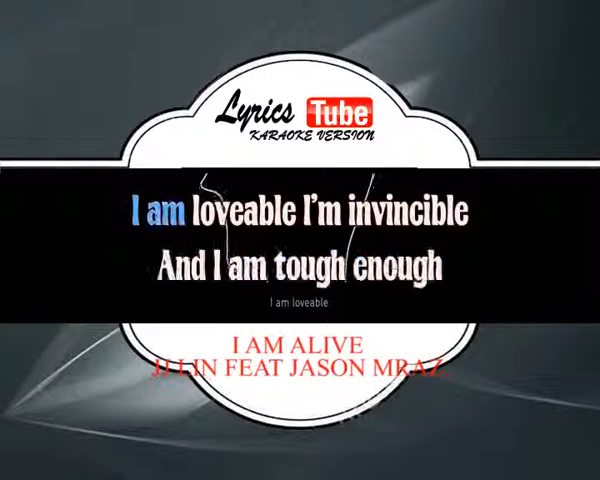 Lyrics Tube
KARAOKE VERSION
I am loveable I'm invincible
And I am tough enough
I am loveable
I AM ALIVE
JJ LIN FEAT JASON MRAZ